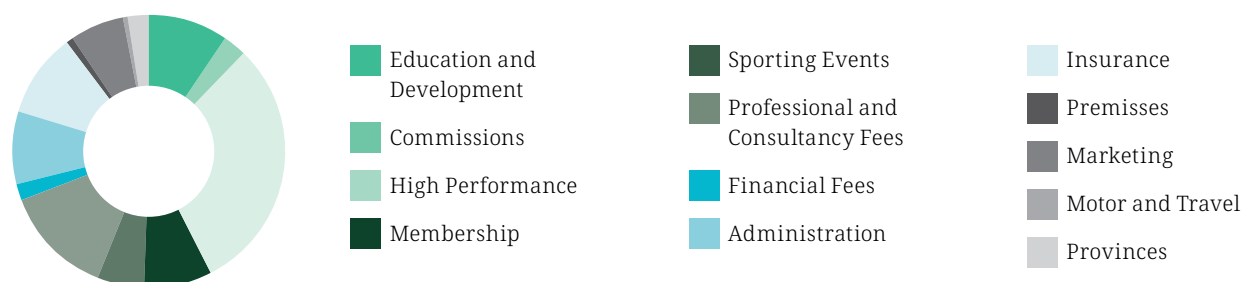 Education and
Development
Commissions
High Performance
Membership
Sporting Events
Professional and
Consultancy Fees
Financial Fees
Administration
Insurance
Premisses
Marketing
Motor and Travel
Provinces